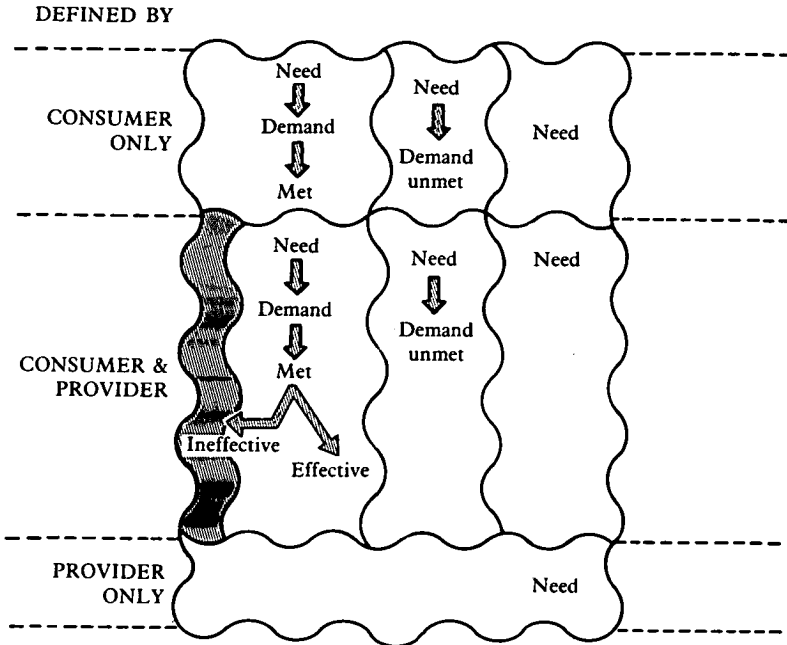 DEFINED BY
CONSUMER
ONLY
Need
Demand
Met
Need
Demand
unmet
Need
CONSUMER &
PROVIDER
Need
Demand
Met
Ineffective
Effective
Need
Demand
unmet
Need
PROVIDER
ONLY
Need